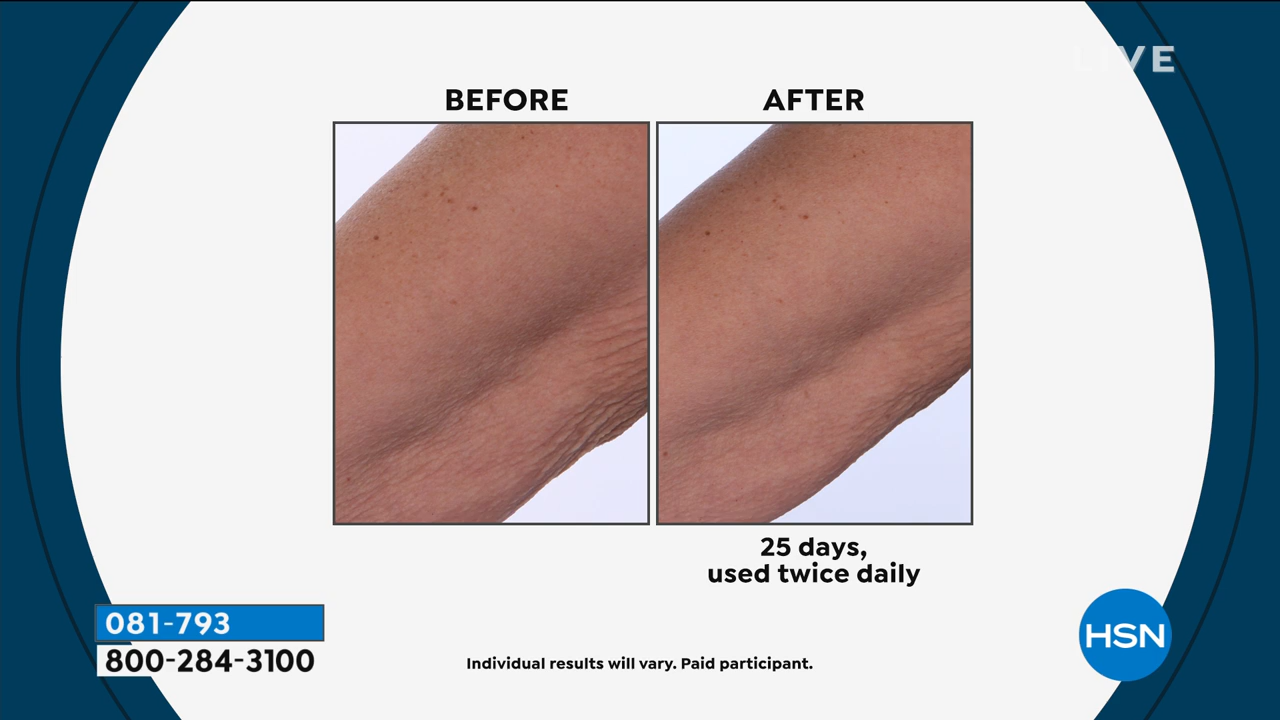 LIVE
BEFORE
AFTER
25 days,
used twice daily
081-793
800-284-3100
Individual results will vary. Paid participant.
HSN